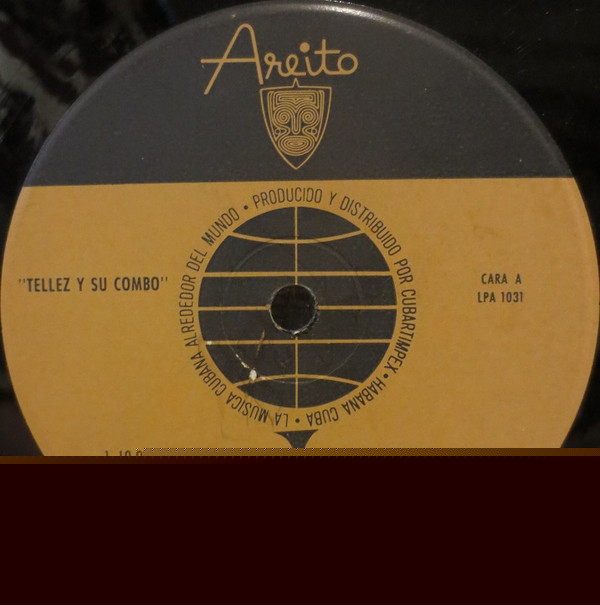 Areito
PRODUCIDO Y DISTRIBUIDO POR CUBARTIMPEX • HABANA CUBA • LA MUSICA CUBANA ALREDEDOR DEL MUNDO •
"TELLEZ Y SU COMBO"
CARA A
LPA 1031